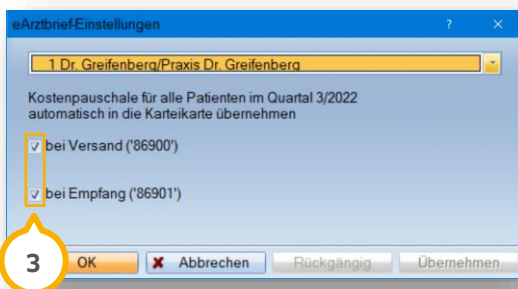 eArztbrief-Einstellungen ? ×
1 Dr. Greifenberg/Praxis Dr. Greifenberg
Kostenpauschale für alle Patienten im Quartal 3/2022
automatisch in die Karteikarte übernehmen
bei Versand ('86900')
bei Empfang ('86901')
3
OK Abbrechen Rückgängig Übernehmen